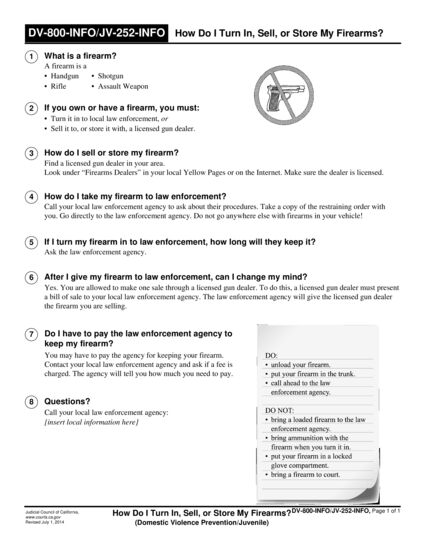 DV-800-INFO/JV-252-INFO How Do I Turn In, Sell, or Store My Firearms?
1 What is a firearm?
A firearm is a
• Handgun • Shotgun
• Rifle • Assault Weapon
2 If you own or have a firearm, you must:
• Turn it in to local law enforcement, or
• Sell it to, or store it with, a licensed gun dealer.
3 How do I sell or store my firearm?
Find a licensed gun dealer in your area.
Look under “Firearms Dealers” in your local Yellow Pages or on the Internet. Make sure the dealer is licensed.
4 How do I take my firearm to law enforcement?
Call your local law enforcement agency to ask about their procedures. Take a copy of the restraining order with
you. Go directly to the law enforcement agency. Do not go anywhere else with firearms in your vehicle!
5 If I turn my firearm in to law enforcement, how long will they keep it?
Ask the law enforcement agency.
6 After I give my firearm to law enforcement, can I change my mind?
Yes. You are allowed to make one sale through a licensed gun dealer. To do this, a licensed gun dealer must present
a bill of sale to your local law enforcement agency. The law enforcement agency will give the licensed gun dealer
the firearm you are selling.
7 Do I have to pay the law enforcement agency to
keep my firearm?
You may have to pay the agency for keeping your firearm.
Contact your local law enforcement agency and ask if a fee is
charged. The agency will tell you how much you need to pay.
8 Questions?
Call your local law enforcement agency:
[insert local information here]
DO:
• unload your firearm.
• put your firearm in the trunk.
• call ahead to the law
enforcement agency.
DO NOT:
• bring a loaded firearm to the law
enforcement agency.
• bring ammunition with the
firearm when you turn it in.
• put your firearm in a locked
glove compartment.
• bring a firearm to court.
Judicial Council of California,
www.courts.ca.gov
Revised July 1, 2014
How Do I Turn In, Sell, or Store My Firearms?
(Domestic Violence Prevention/Juvenile)
DV-800-INFO/JV-252-INFO, Page 1 of 1